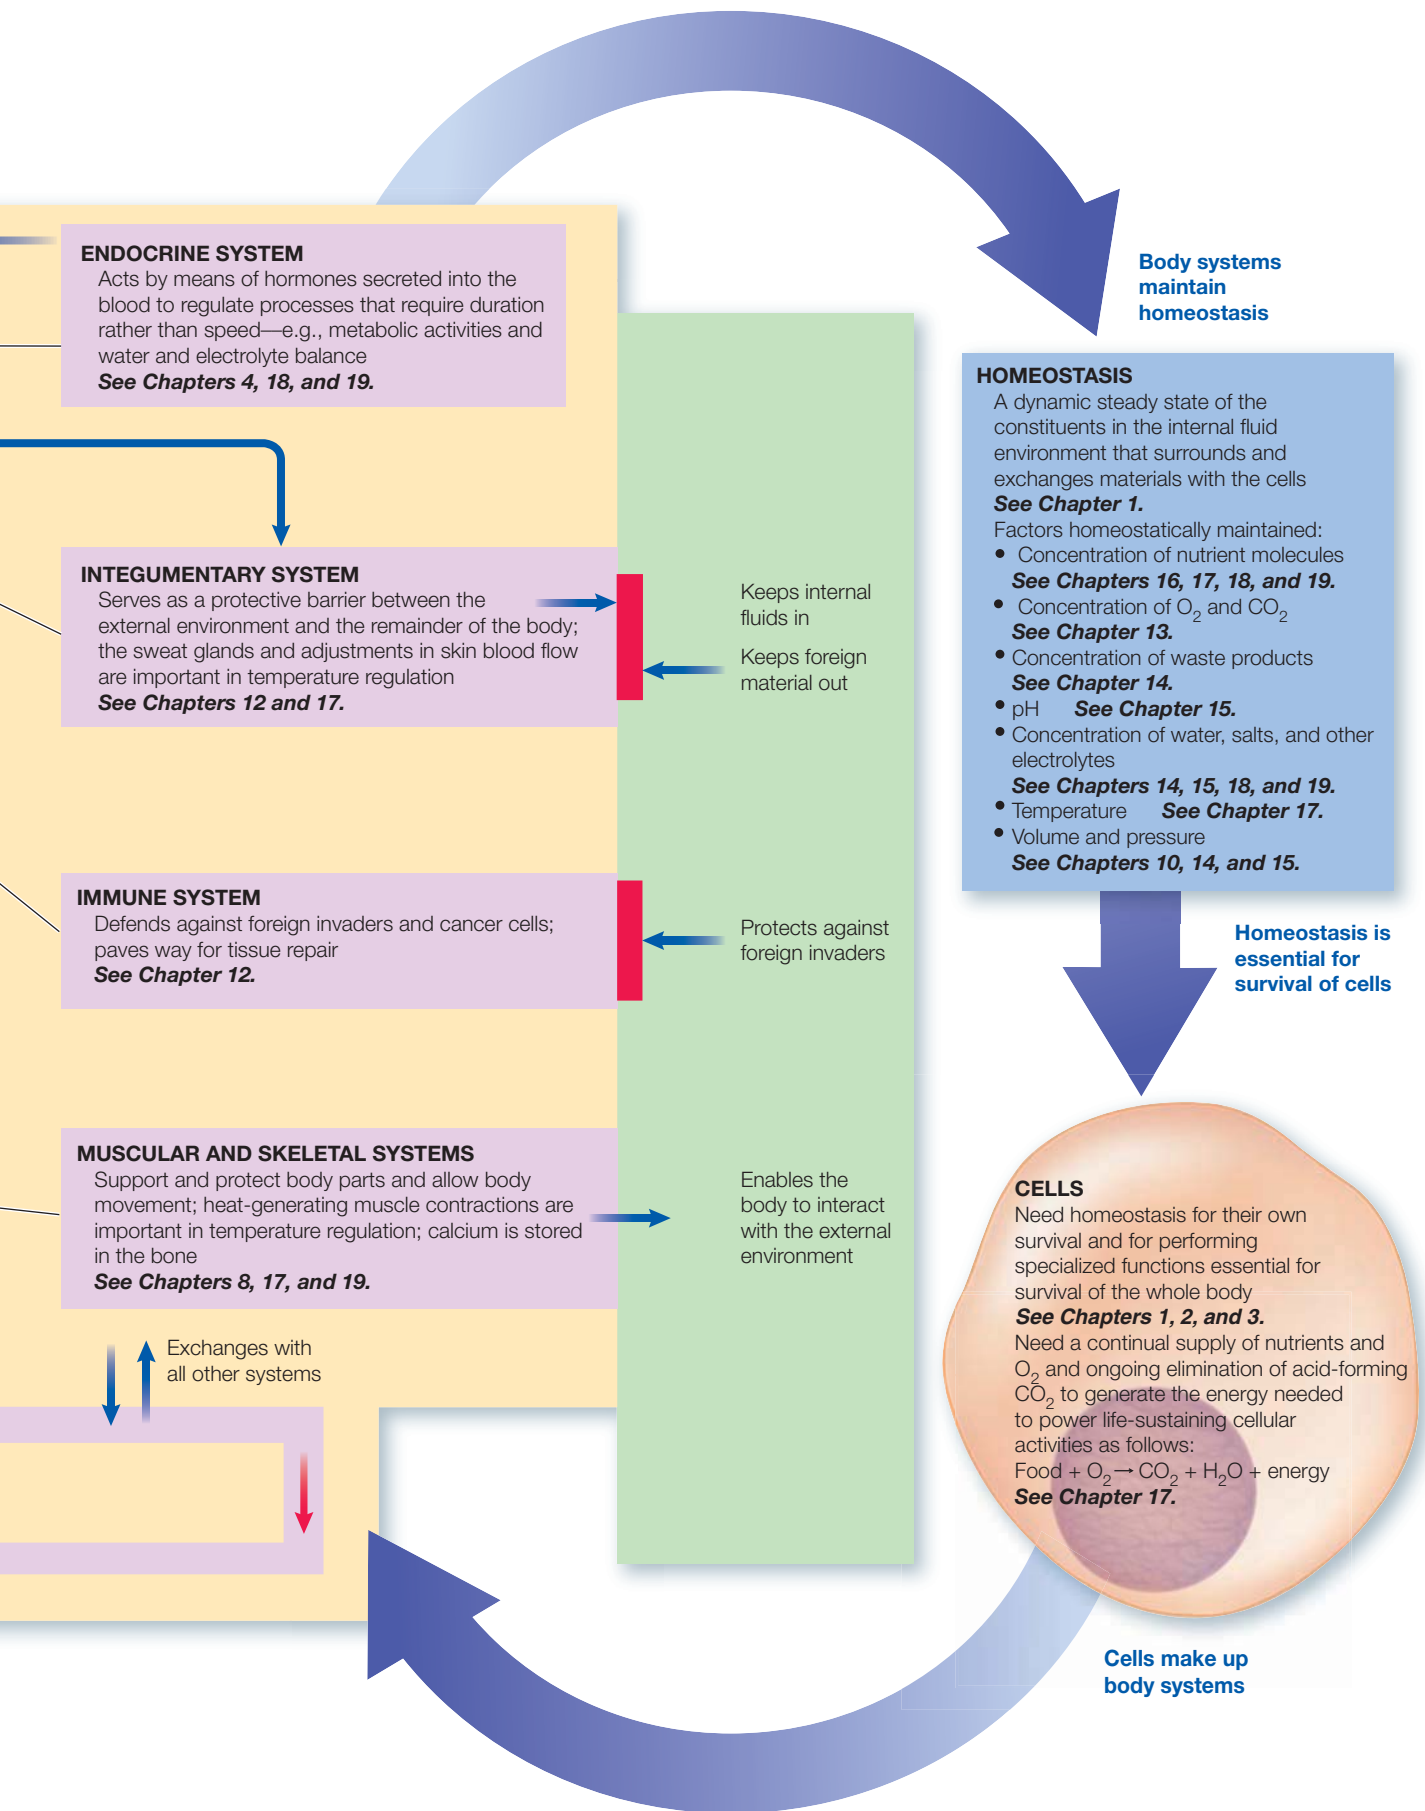 ENDOCRINE SYSTEM
Acts by means of hormones secreted into the
blood to regulate processes that require duration
rather than speed—e.g., metabolic activities and
water and electrolyte balance
See Chapters 4, 18, and 19.
INTEGUMENTARY SYSTEM
Serves as a protective barrier between the
external environment and the remainder of the body;
the sweat glands and adjustments in skin blood flow
are important in temperature regulation
See Chapters 12 and 17.
Keeps internal
fluids in
Keeps foreign
material out
IMMUNE SYSTEM
Defends against foreign invaders and cancer cells;
paves way for tissue repair
See Chapter 12.
Protects against
foreign invaders
MUSCULAR AND SKELETAL SYSTEMS
Support and protect body parts and allow body
movement; heat-generating muscle contractions are
important in temperature regulation; calcium is stored
in the bone
See Chapters 8, 17, and 19.
Enables the
body to interact
with the external
environment
Exchanges with
all other systems
Body systems
maintain
homeostasis
HOMEOSTASIS
A dynamic steady state of the
constituents in the internal fluid
environment that surrounds and
exchanges materials with the cells
See Chapter 1.
Factors homeostatically maintained:
• Concentration of nutrient molecules
See Chapters 16, 17, 18, and 19.
• Concentration of O₂ and CO₂
See Chapter 13.
• Concentration of waste products
See Chapter 14.
• pH See Chapter 15.
• Concentration of water, salts, and other
electrolytes
See Chapters 14, 15, 18, and 19.
• Temperature See Chapter 17.
• Volume and pressure
See Chapters 10, 14, and 15.
Homeostasis is
essential for
survival of cells
CELLS
Need homeostasis for their own
survival and for performing
specialized functions essential for
survival of the whole body
See Chapters 1, 2, and 3.
Need a continual supply of nutrients and
O₂ and ongoing elimination of acid-forming
CO₂ to generate the energy needed
to power life-sustaining cellular
activities as follows:
Food + O₂ → CO₂ + H₂O + energy
See Chapter 17.
Cells make up
body systems